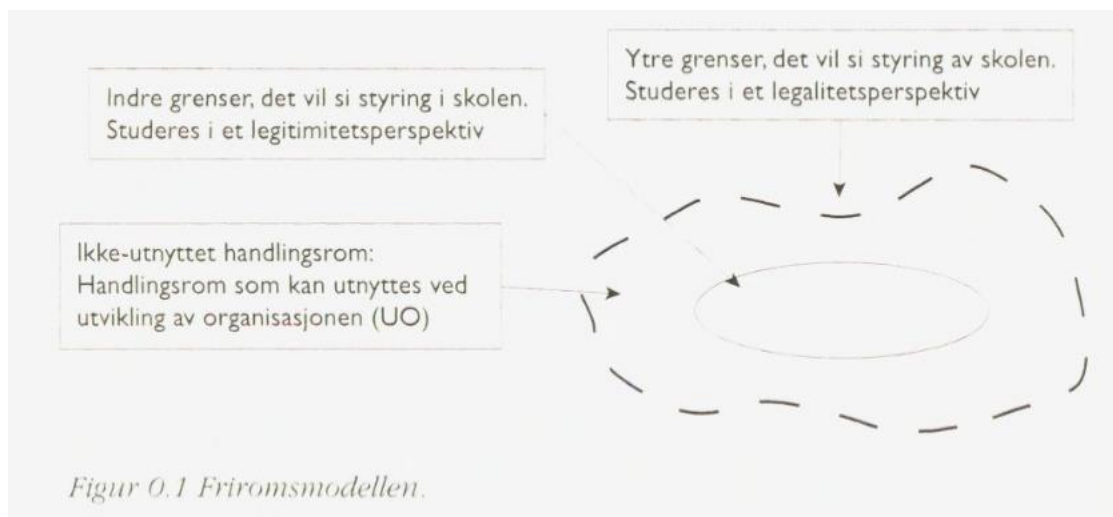 Indre grenser, det vil si styring i skolen.
Studeres i et legitimitetsperspektiv
Ytre grenser, det vil si styring av skolen.
Studeres i et legalitetsperspektiv
Ikke-utnyttet handlingsrom:
Handlingsrom som kan utnyttes ved
utvikling av organisasjonen (UO)
Figur 0.1 Friromsmodellen.